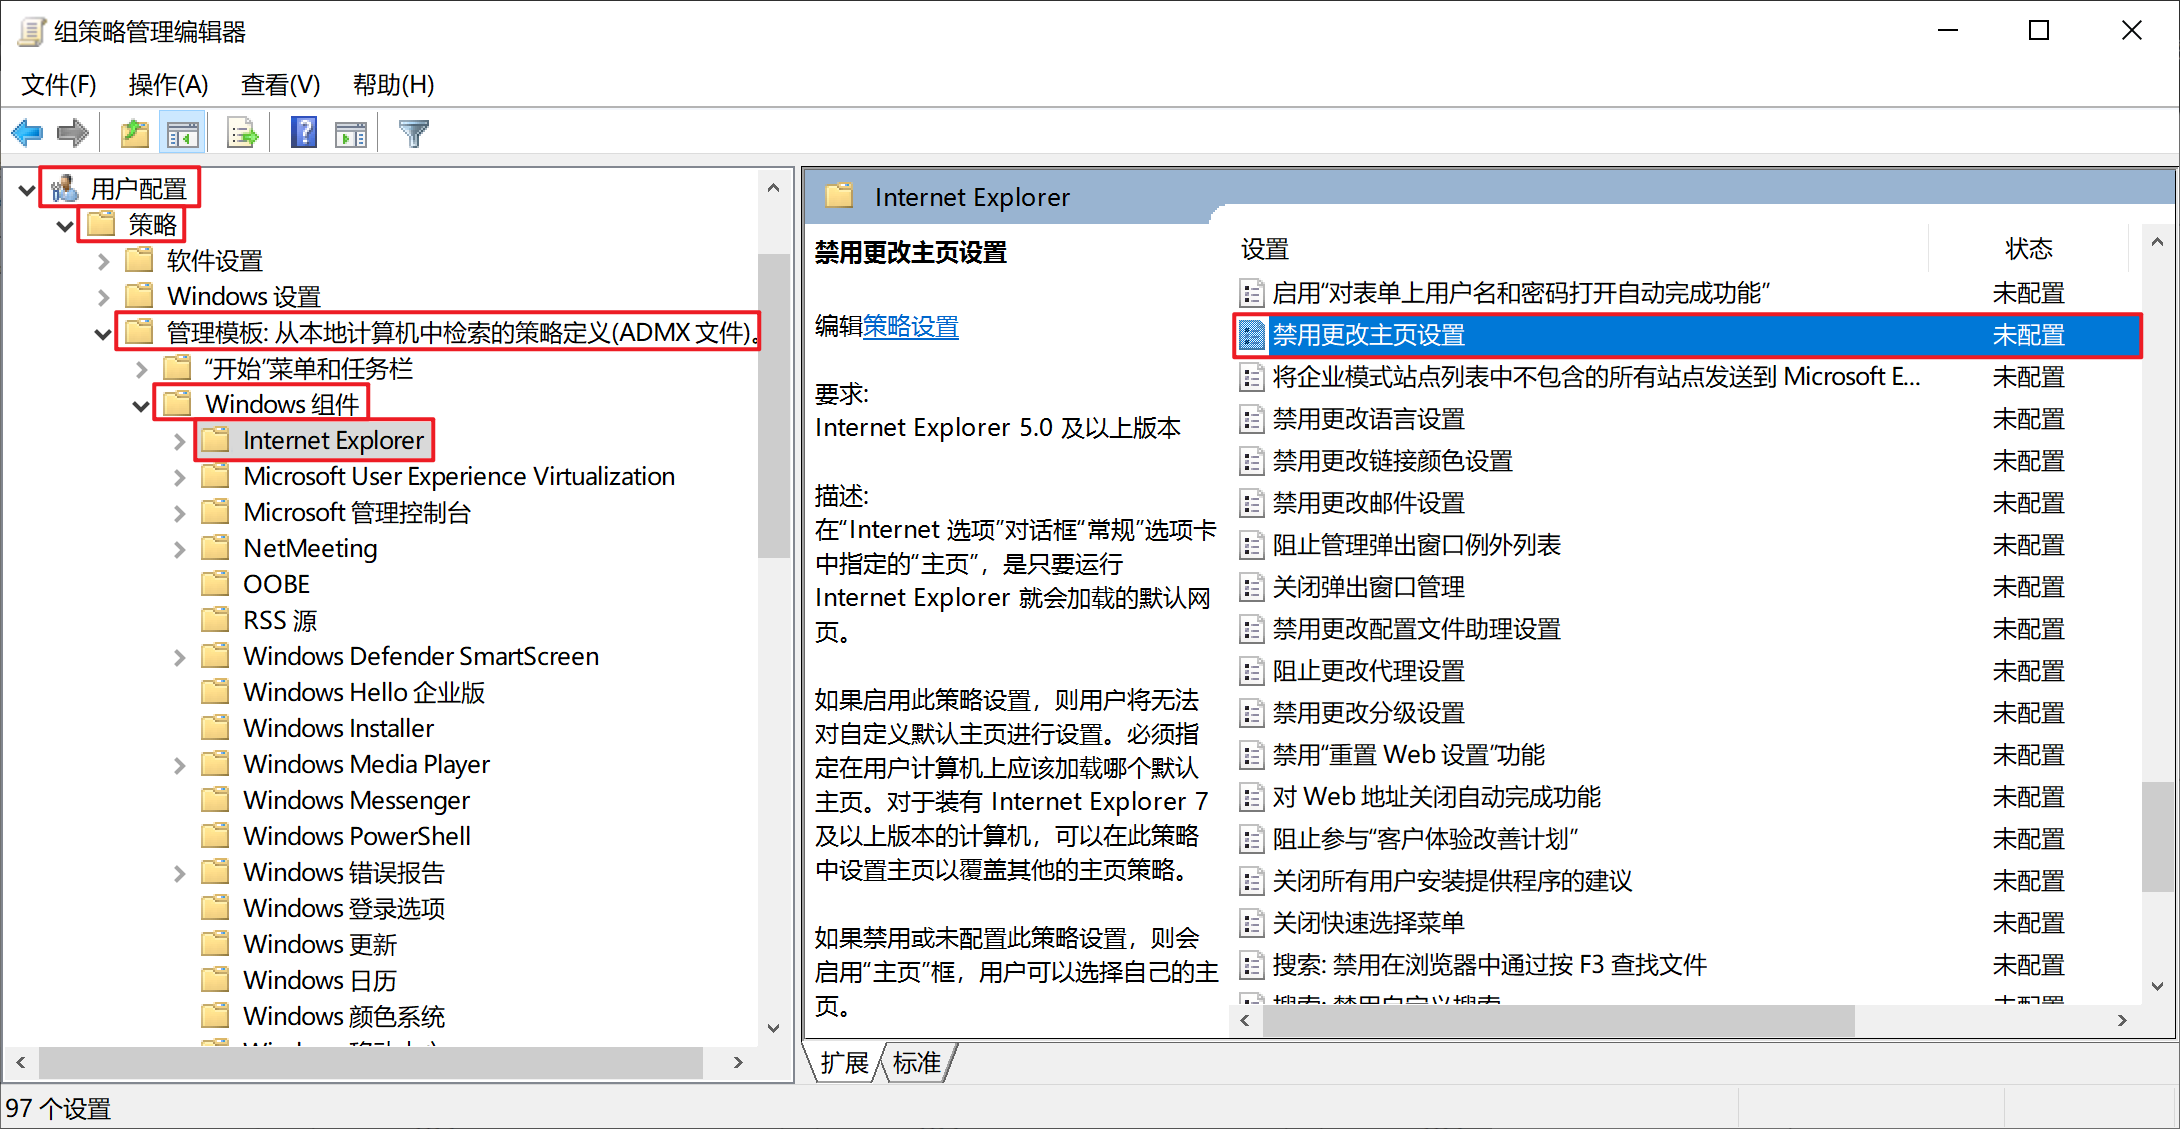 组策略管理编辑器
文件(F) 操作(A) 查看(V) 帮助(H)
用户配置
策略
软件设置
Windows 设置
管理模板: 从本地计算机中检索的策略定义(ADMX 文件)。
“开始”菜单和任务栏
Windows 组件
Internet Explorer
Microsoft User Experience Virtualization
Microsoft 管理控制台
NetMeeting
OOBE
RSS 源
Windows Defender SmartScreen
Windows Hello 企业版
Windows Installer
Windows Media Player
Windows Messenger
Windows PowerShell
Windows 错误报告
Windows 登录选项
Windows 更新
Windows 日历
Windows 颜色系统
Internet Explorer
禁用更改主页设置
编辑策略设置
要求:
Internet Explorer 5.0 及以上版本
描述:
在“Internet 选项”对话框“常规”选项卡
中指定的“主页”，是只要运行
Internet Explorer 就会加载的默认网
页。
如果启用此策略设置，则用户将无法
对自定义默认主页进行设置。必须指
定在用户计算机上应该加载哪个默认
主页。对于装有 Internet Explorer 7
及以上版本的计算机，可以在此策略
中设置主页以覆盖其他的主页策略。
如果禁用或未配置此策略设置，则会
启用“主页”框，用户可以选择自己的主
页。
设置 状态
启用“对表单上用户名和密码打开自动完成功能” 未配置
禁用更改主页设置 未配置
将企业模式站点列表中不包含的所有站点发送到 Microsoft E... 未配置
禁用更改语言设置 未配置
禁用更改链接颜色设置 未配置
禁用更改邮件设置 未配置
阻止管理弹出窗口例外列表 未配置
关闭弹出窗口管理 未配置
禁用更改配置文件助理设置 未配置
阻止更改代理设置 未配置
禁用更改分级设置 未配置
禁用“重置 Web 设置”功能 未配置
对 Web 地址关闭自动完成功能 未配置
阻止参与“客户体验改善计划” 未配置
关闭所有用户安装提供程序的建议 未配置
关闭快速选择菜单 未配置
搜索: 禁用在浏览器中通过按 F3 查找文件 未配置
搜索: 禁用自定义搜索 未配置
扩展 标准
97 个设置